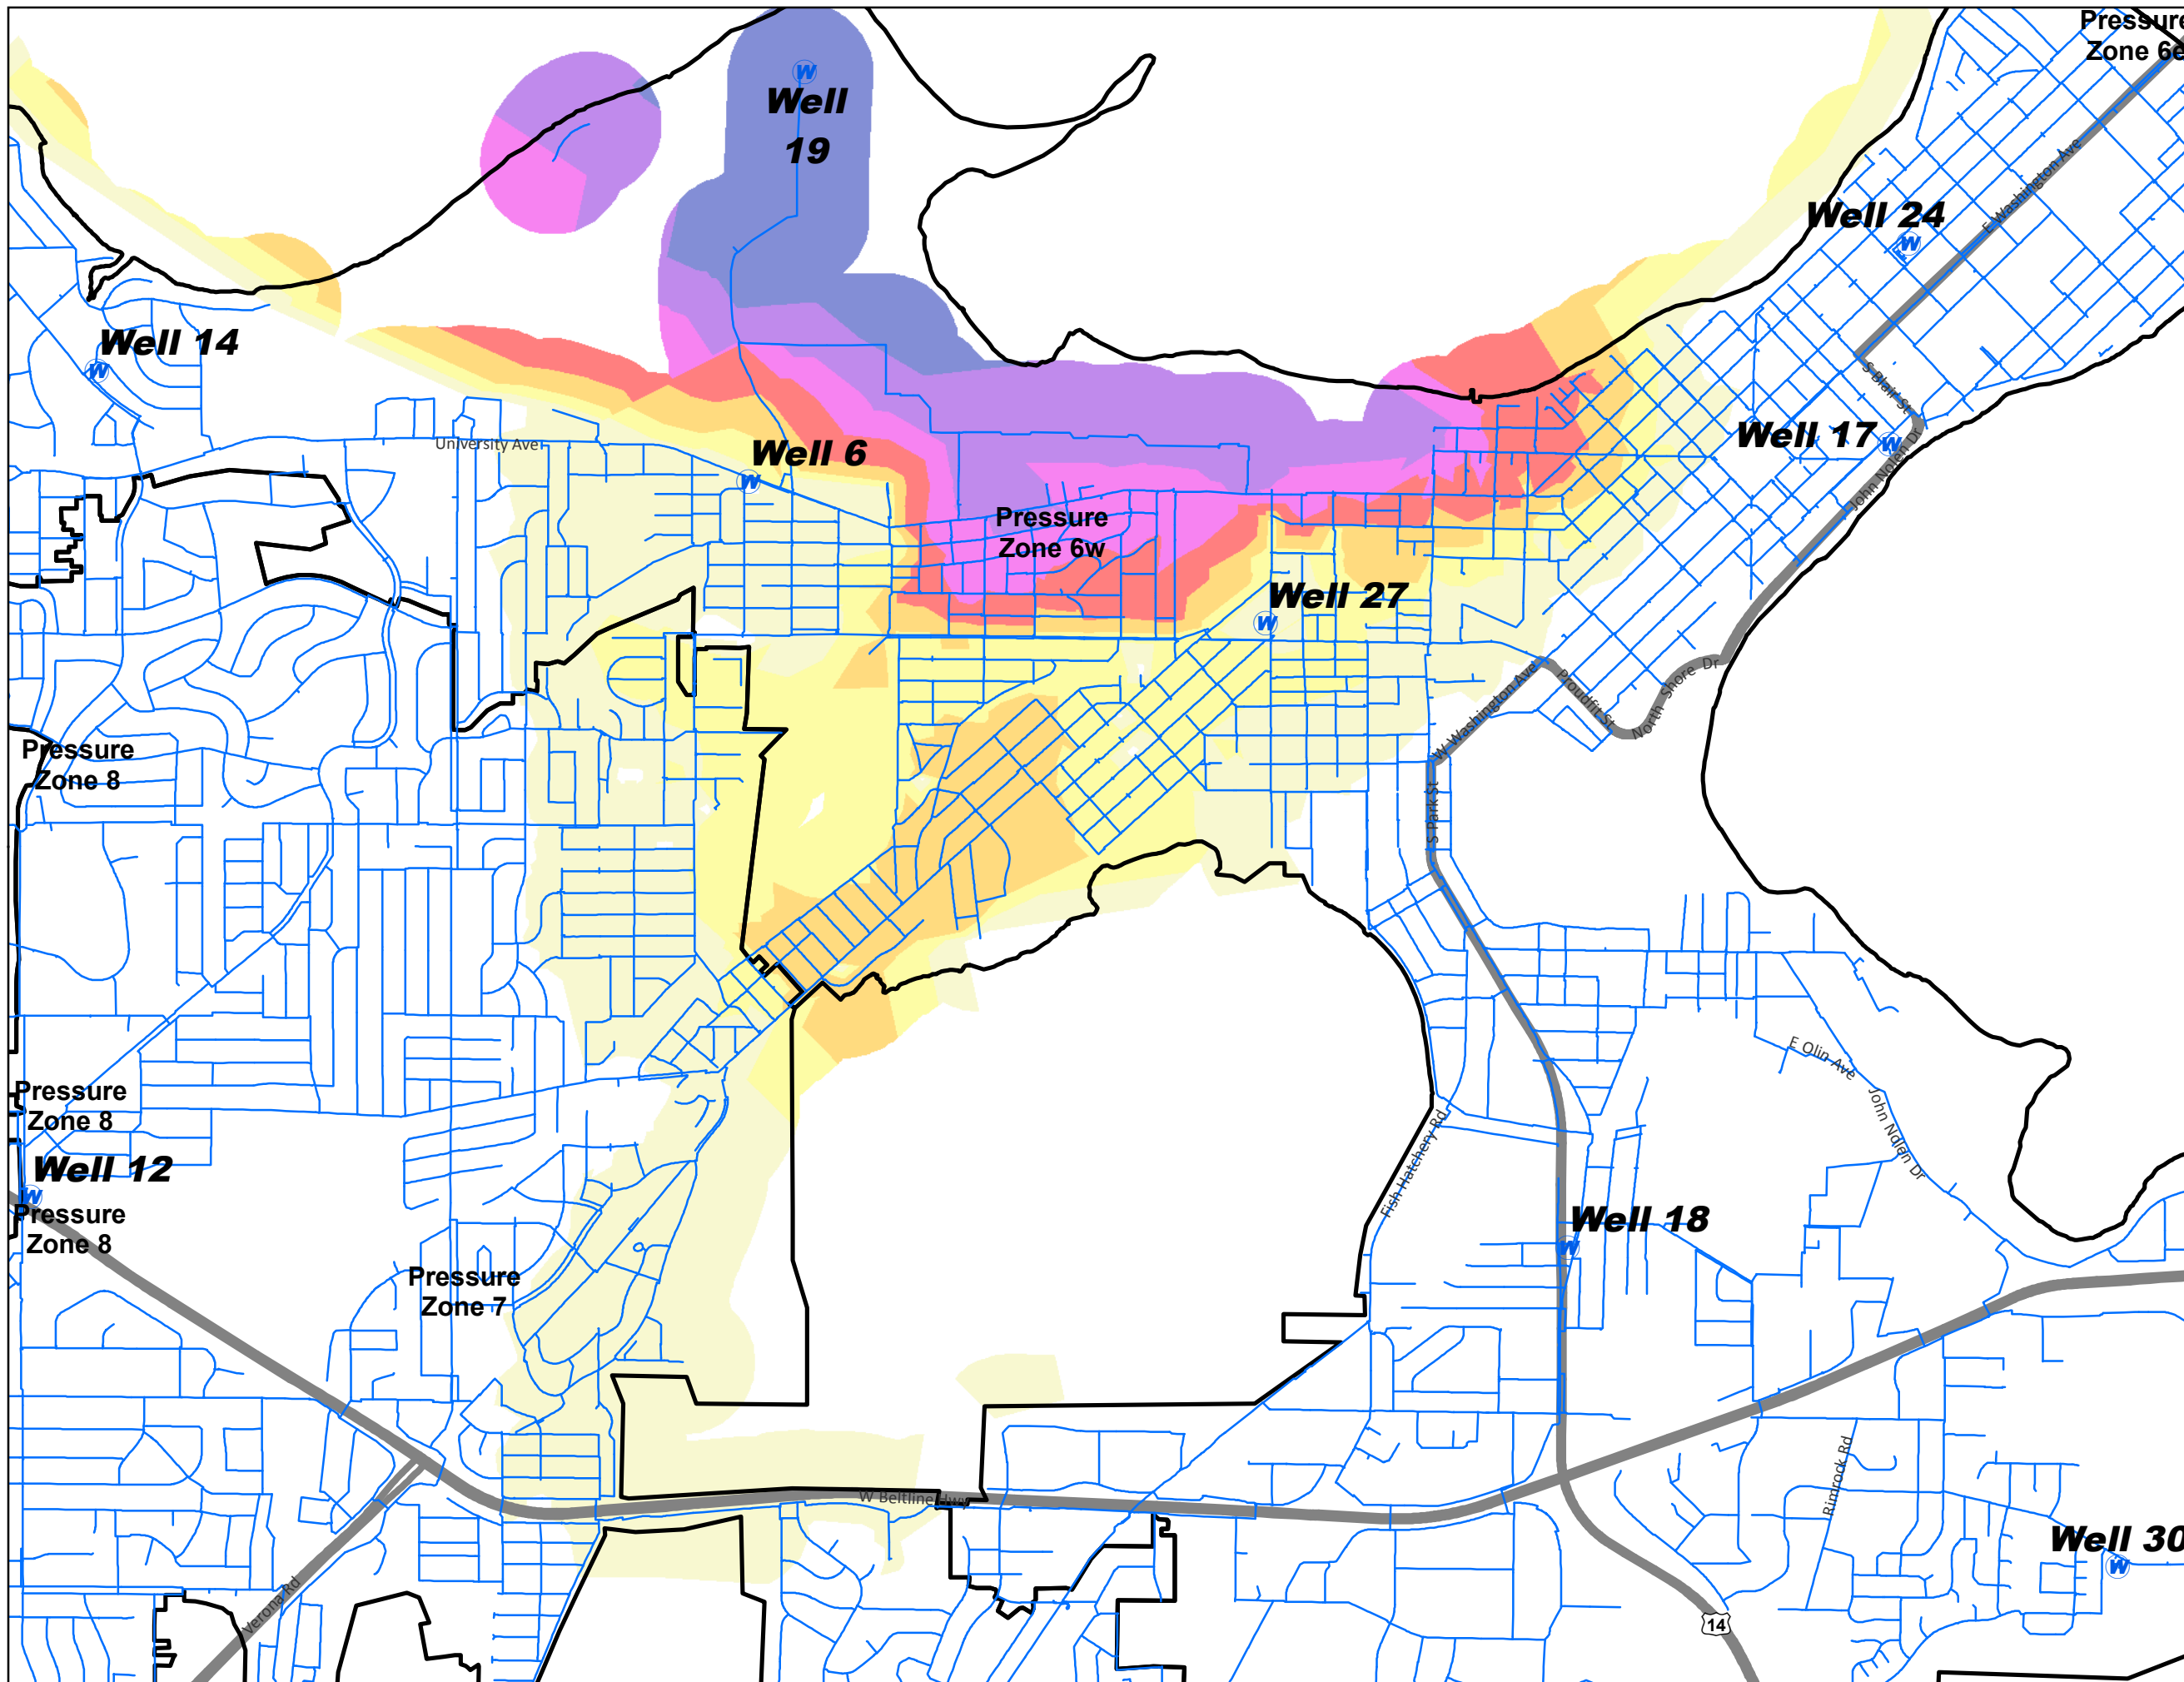 Pressure
Zone 6e
W
Well
19
Well 24
W
E Washington Ave
Well 14
W
S Blair St
University Ave
Well 6
W
Well 17
W
John Nolen Dr
Pressure
Zone 6w
Well 27
W
W Washington Ave
Proudfit St
North Shore Dr
Pressure
Zone 8
S Park St
E Olin Ave
John Nolen Dr
Pressure
Zone 8
Fish Hatchery Rd
Well 12
W
Pressure
Zone 8
Well 18
W
Pressure
Zone 7
Rimrock Rd
W Beltline Hwy
Well 30
W
Verona Rd
14